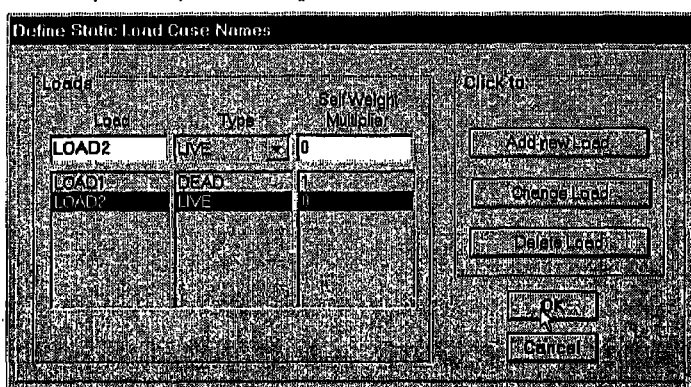 Define Static Load Case Names
Loads
Load Type Self Weight Multiplier
LOAD2 LIVE 0
LOAD1 DEAD 1
LOAD2 LIVE 0
Click to:
Add new Load
Change Load
Delete Load
OK
Cancel